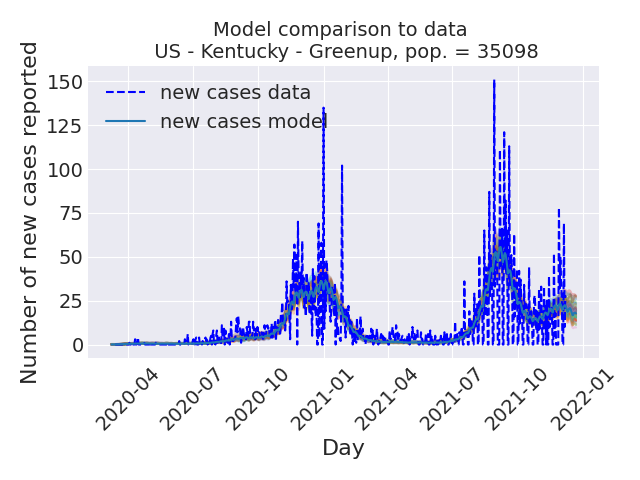 Model comparison to data
US - Kentucky - Greenup, pop. = 35098
new cases data
new cases model
Number of new cases reported
150
125
100
75
50
25
0
2020-04
2020-07
2020-10
2021-01
2021-04
2021-07
2021-10
2022-01
Day